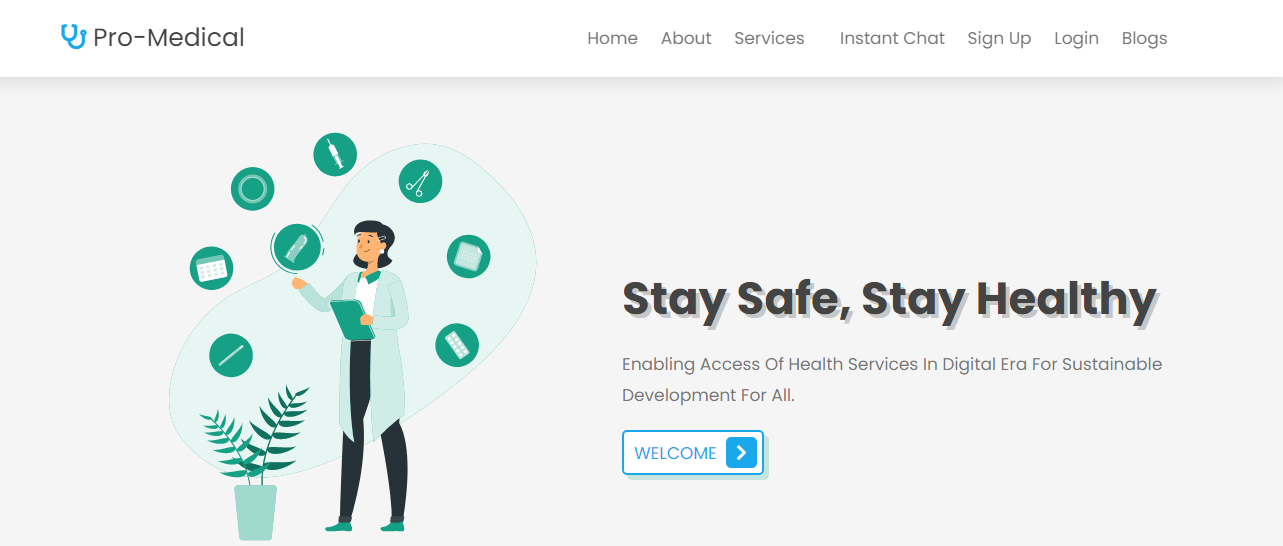 Pro-Medical
Home About Services Instant Chat Sign Up Login Blogs
Stay Safe, Stay Healthy
Enabling Access Of Health Services In Digital Era For Sustainable
Development For All.
WELCOME